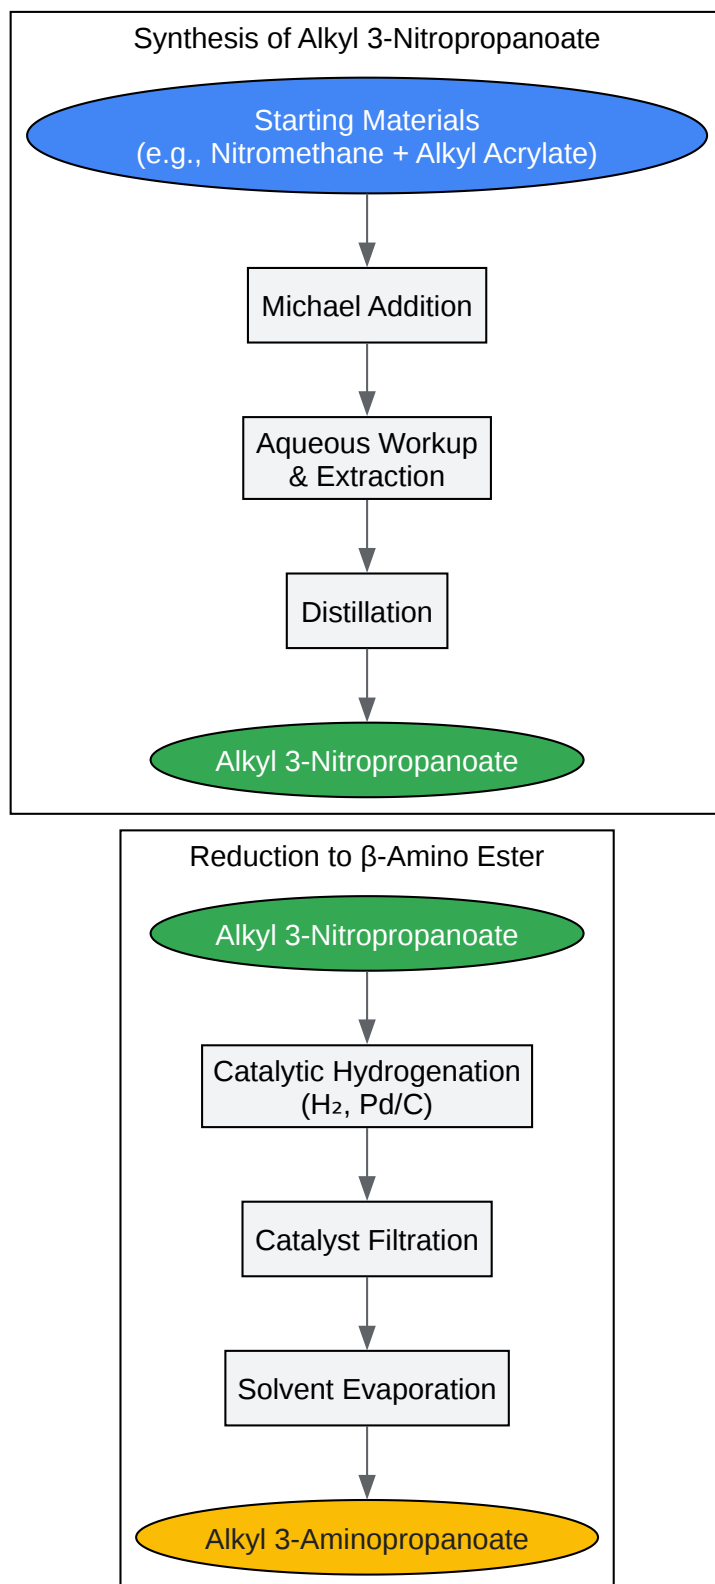 Synthesis of Alkyl 3-Nitropropanoate
Starting Materials
(e.g., Nitromethane + Alkyl Acrylate)
Michael Addition
Aqueous Workup
& Extraction
Distillation
Alkyl 3-Nitropropanoate
Reduction to β-Amino Ester
Alkyl 3-Nitropropanoate
Catalytic Hydrogenation
(H₂, Pd/C)
Catalyst Filtration
Solvent Evaporation
Alkyl 3-Aminopropanoate